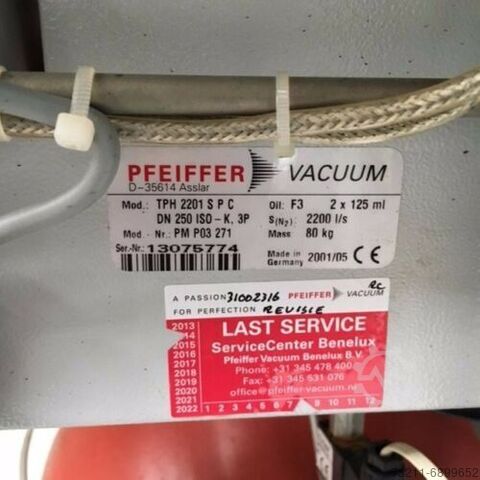 PFEIFFER VACUUM
D-35614 Asslar
Mod.: TPH 2201 S P C Oil: F3 2 x 125 ml
DN 250 ISO-K, 3P S(N₂): 2200 l/s
Mod.-Nr.: PM P03 271 Mass 80 kg
Ser.-Nr.: 13075774 Made in Germany 2001/05 CE
A PASSION 31002316 PFEIFFER VACUUM Rc
FOR PERFECTION REVISIE
LAST SERVICE
ServiceCenter Benelux
Pfeiffer Vacuum Benelux B.V.
Phone: +31 345 478 400
Fax: +31 345 531 076
office@pfeiffer-vacuum.nl
2013
2014
2015
2016
2017
2018
2019
2020
2021
2022 1 2 3 4 5 6 7 8 9 10 11 12